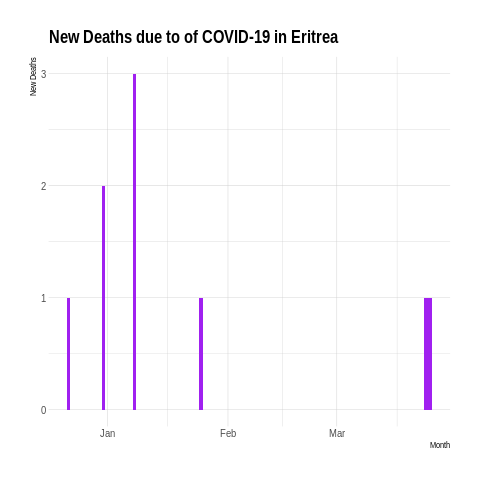 New Deaths due to of COVID-19 in Eritrea
New Deaths
3
2
1
0
Jan Feb Mar
Month